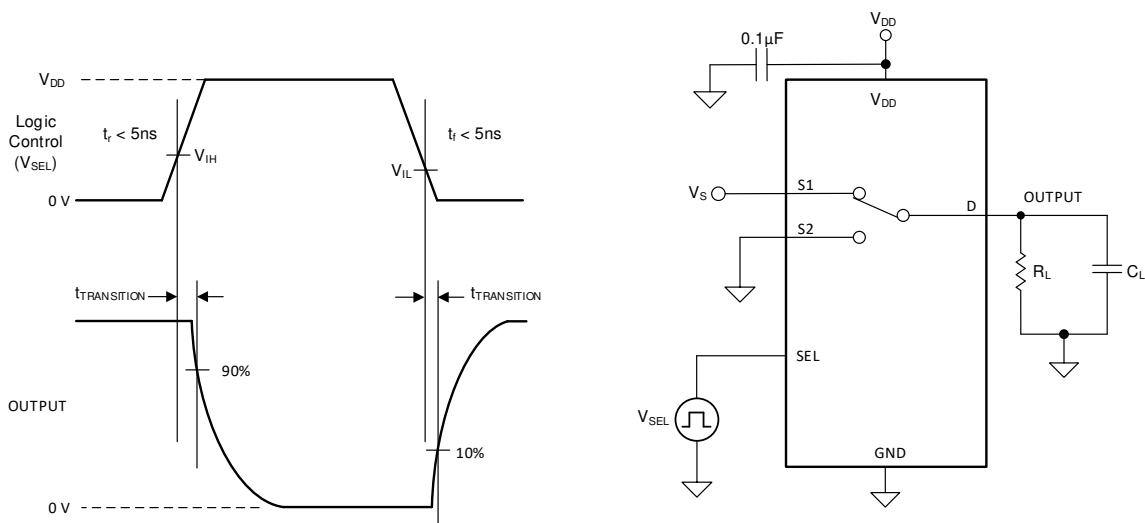 V_DD
Logic
Control
(V_SEL)
t_r < 5ns
t_f < 5ns
V_IH
V_IL
0 V
t_TRANSITION
t_TRANSITION
90%
OUTPUT
10%
0 V
V_DD
0.1µF
V_DD
V_S
S1
D
OUTPUT
S2
R_L
C_L
SEL
V_SEL
GND